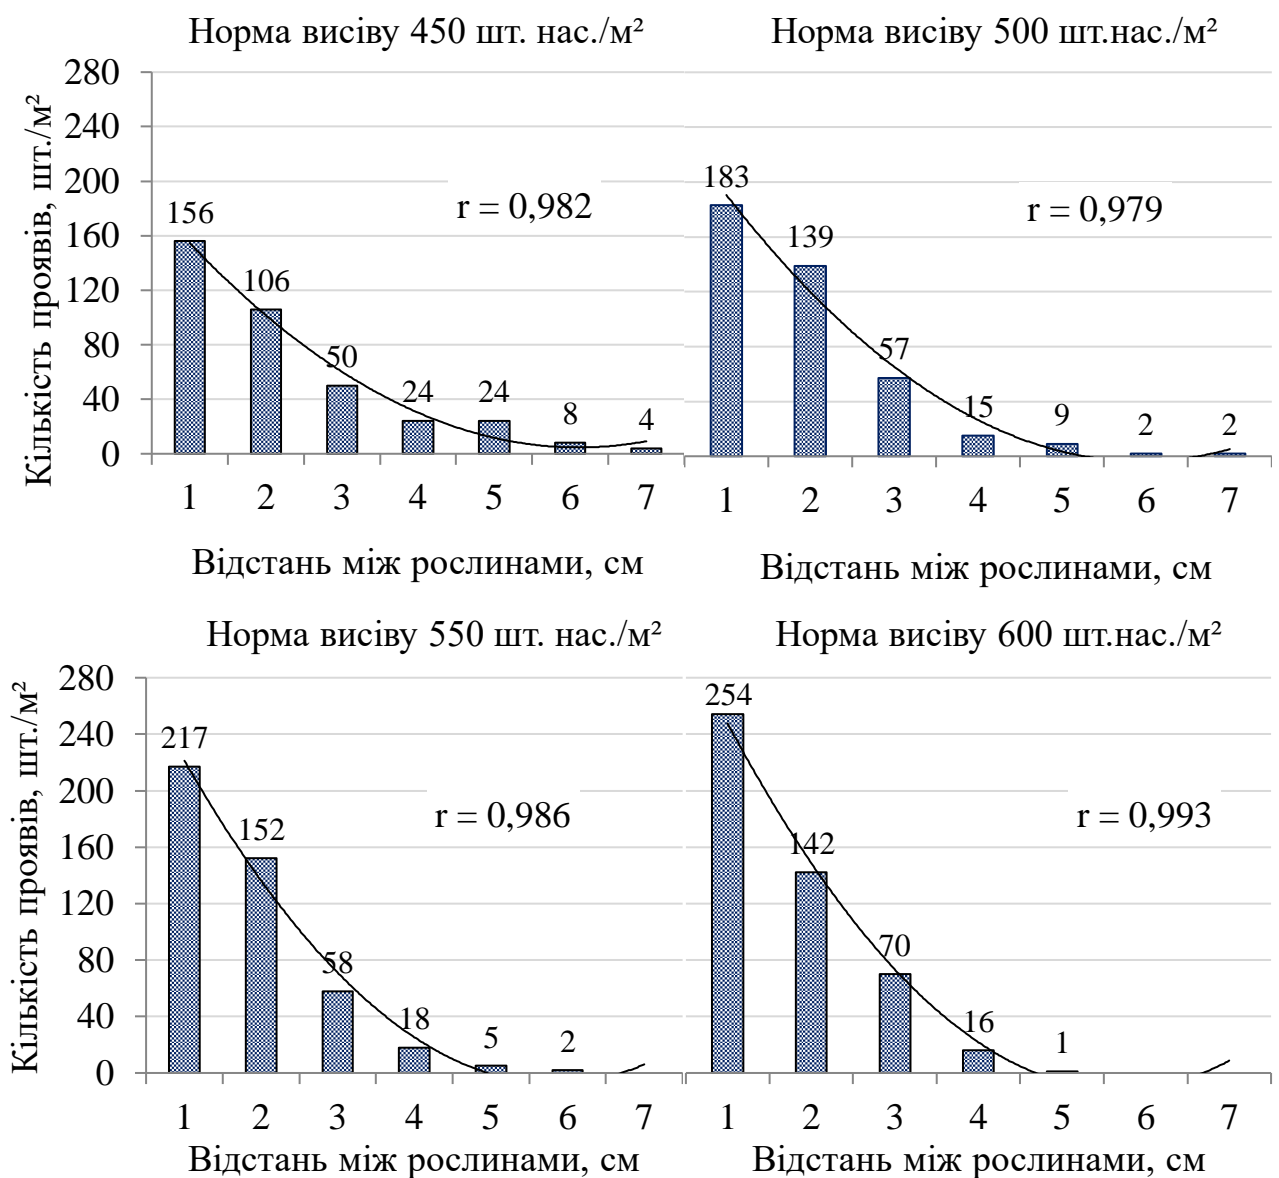 Норма висіву 450 шт. нас./м²
Кількість проявів, шт./м²
280
240
200
160
120
80
40
0
r = 0,982
156
106
50
24
24
8
4
1 2 3 4 5 6 7
Відстань між рослинами, см
Норма висіву 500 шт.нас./м²
r = 0,979
183
139
57
15
9
2
2
1 2 3 4 5 6 7
Відстань між рослинами, см
Норма висіву 550 шт. нас./м²
Кількість проявів, шт./м²
280
240
200
160
120
80
40
0
r = 0,986
217
152
58
18
5
2
1 2 3 4 5 6 7
Відстань між рослинами, см
Норма висіву 600 шт.нас./м²
r = 0,993
254
142
70
16
1
1 2 3 4 5 6 7
Відстань між рослинами, см